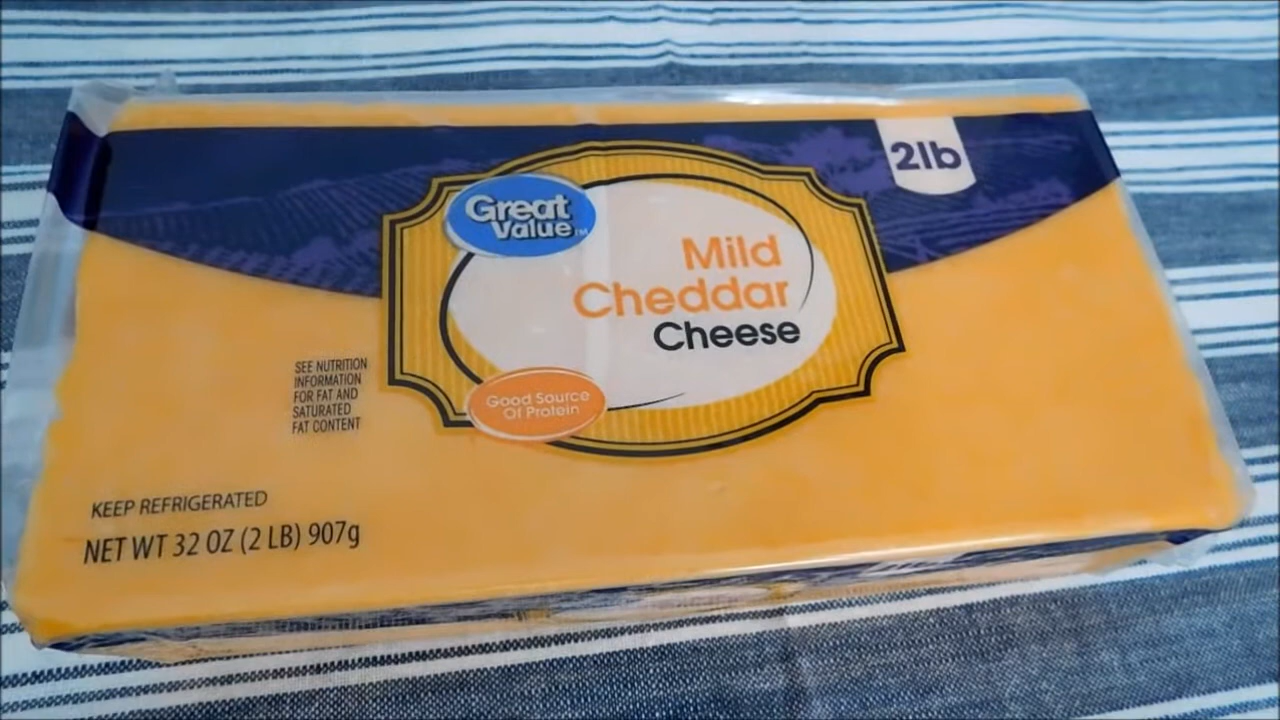 2lb
Great
Value™
Mild
Cheddar
Cheese
Good Source
Of Protein
SEE NUTRITION
INFORMATION
FOR FAT AND
SATURATED
FAT CONTENT
KEEP REFRIGERATED
NET WT 32 OZ (2 LB) 907g